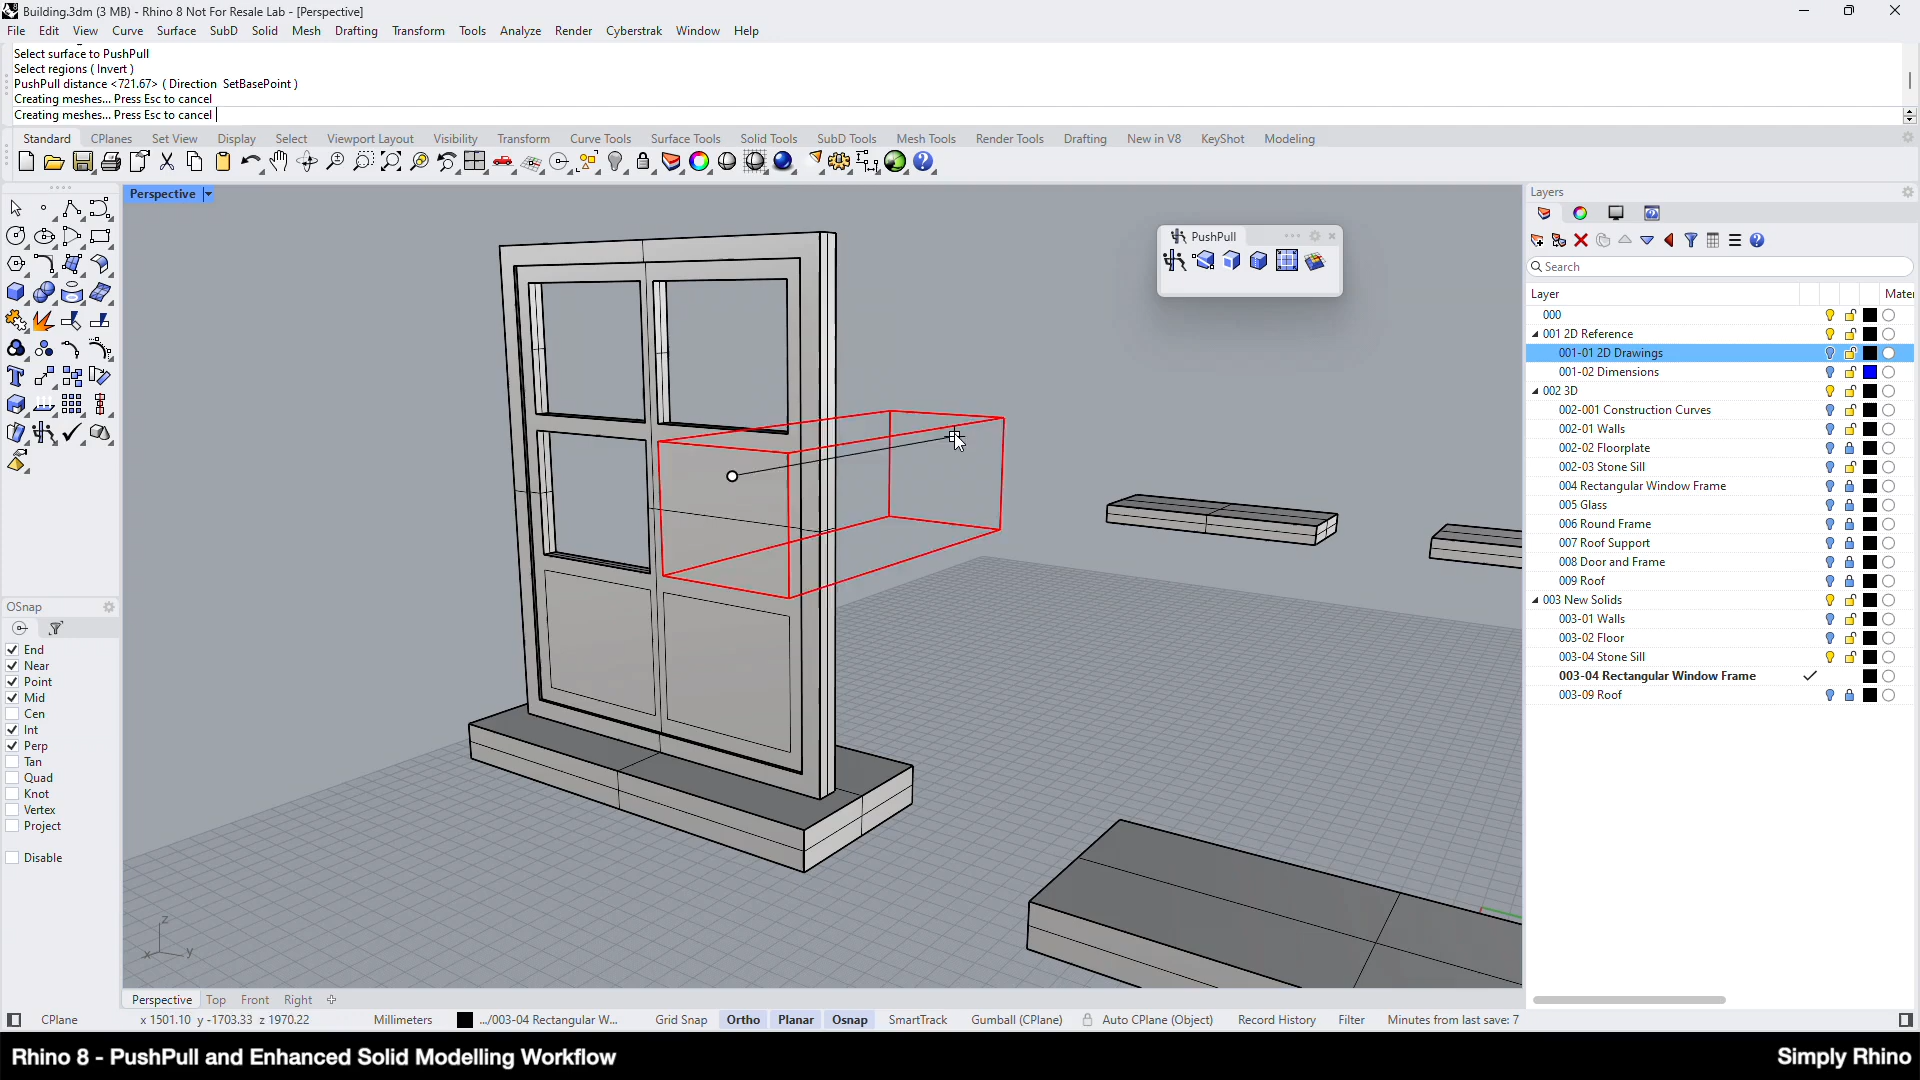 Building.3dm (3 MB) - Rhino 8 Not For Resale Lab - [Perspective]
File Edit View Curve Surface SubD Solid Mesh Drafting Transform Tools Analyze Render Cyberstrak Window Help
Select surface to PushPull
Select regions ( Invert )
PushPull distance <721.67> ( Direction SetBasePoint )
Creating meshes... Press Esc to cancel
Creating meshes... Press Esc to cancel
Standard CPlanes Set View Display Select Viewport Layout Visibility Transform Curve Tools Surface Tools Solid Tools SubD Tools Mesh Tools Render Tools Drafting New in V8 KeyShot Modeling
Perspective
PushPull
Layers
Search
Layer Mate
000
001 2D Reference
001-01 2D Drawings
001-02 Dimensions
002 3D
002-001 Construction Curves
002-01 Walls
002-02 Floorplate
002-03 Stone Sill
004 Rectangular Window Frame
005 Glass
006 Round Frame
007 Roof Support
008 Door and Frame
009 Roof
003 New Solids
003-01 Walls
003-02 Floor
003-04 Stone Sill
003-04 Rectangular Window Frame
003-09 Roof
OSnap
End
Near
Point
Mid
Cen
Int
Perp
Tan
Quad
Knot
Vertex
Project
Disable
z
x y
Perspective Top Front Right
CPlane x 1501.10 y -1703.33 z 1970.22 Millimeters .../003-04 Rectangular W... Grid Snap Ortho Planar Osnap SmartTrack Gumball (CPlane) Auto CPlane (Object) Record History Filter Minutes from last save: 7
Rhino 8 - PushPull and Enhanced Solid Modelling Workflow
Simply Rhino